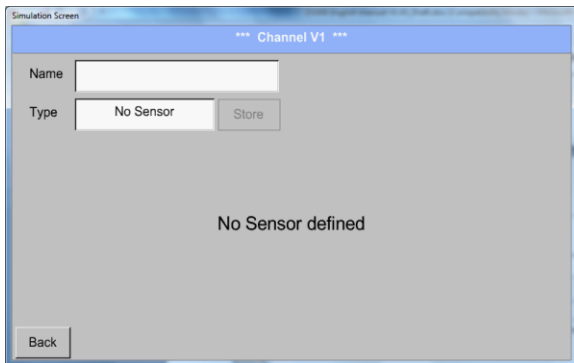 Simulation Screen
*** Channel V1 ***
Name
Type No Sensor Store
No Sensor defined
Back